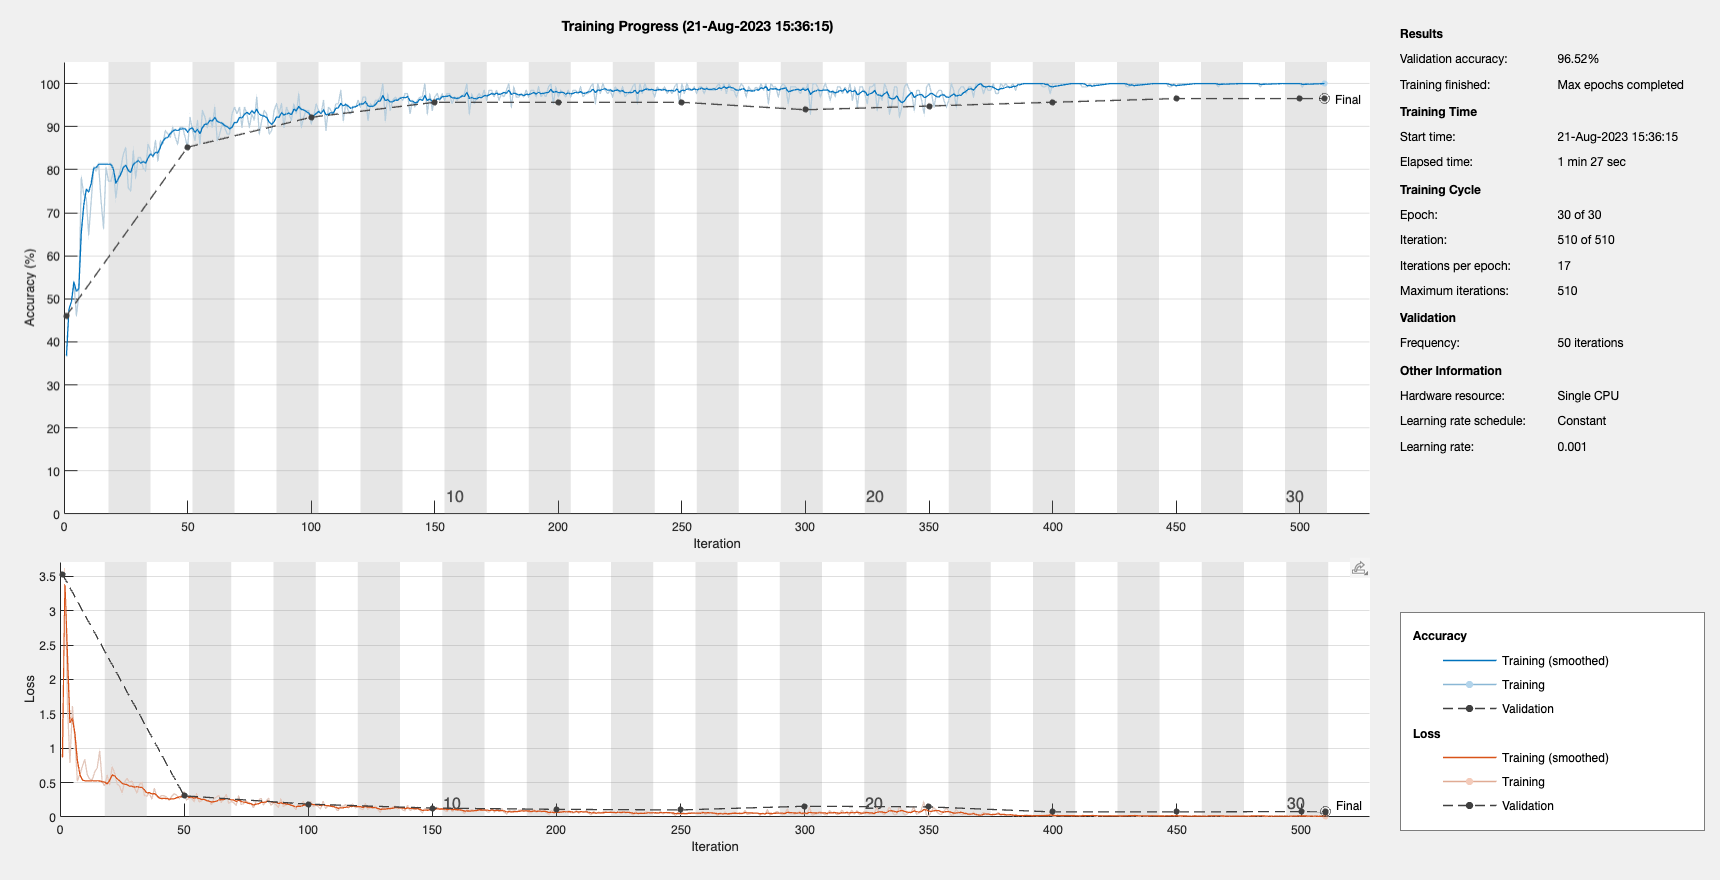 Training Progress (21-Aug-2023 15:36:15)
100
90
80
70
60
50
40
30
20
10
0
Accuracy (%)
10
20
30
Final
0
50
100
150
200
250
300
350
400
450
500
Iteration
3.5
3
2.5
2
1.5
1
0.5
0
Loss
10
20
30
Final
0
50
100
150
200
250
300
350
400
450
500
Iteration
Results
Validation accuracy: 96.52%
Training finished: Max epochs completed
Training Time
Start time: 21-Aug-2023 15:36:15
Elapsed time: 1 min 27 sec
Training Cycle
Epoch: 30 of 30
Iteration: 510 of 510
Iterations per epoch: 17
Maximum iterations: 510
Validation
Frequency: 50 iterations
Other Information
Hardware resource: Single CPU
Learning rate schedule: Constant
Learning rate: 0.001
Accuracy
Training (smoothed)
Training
Validation
Loss
Training (smoothed)
Training
Validation